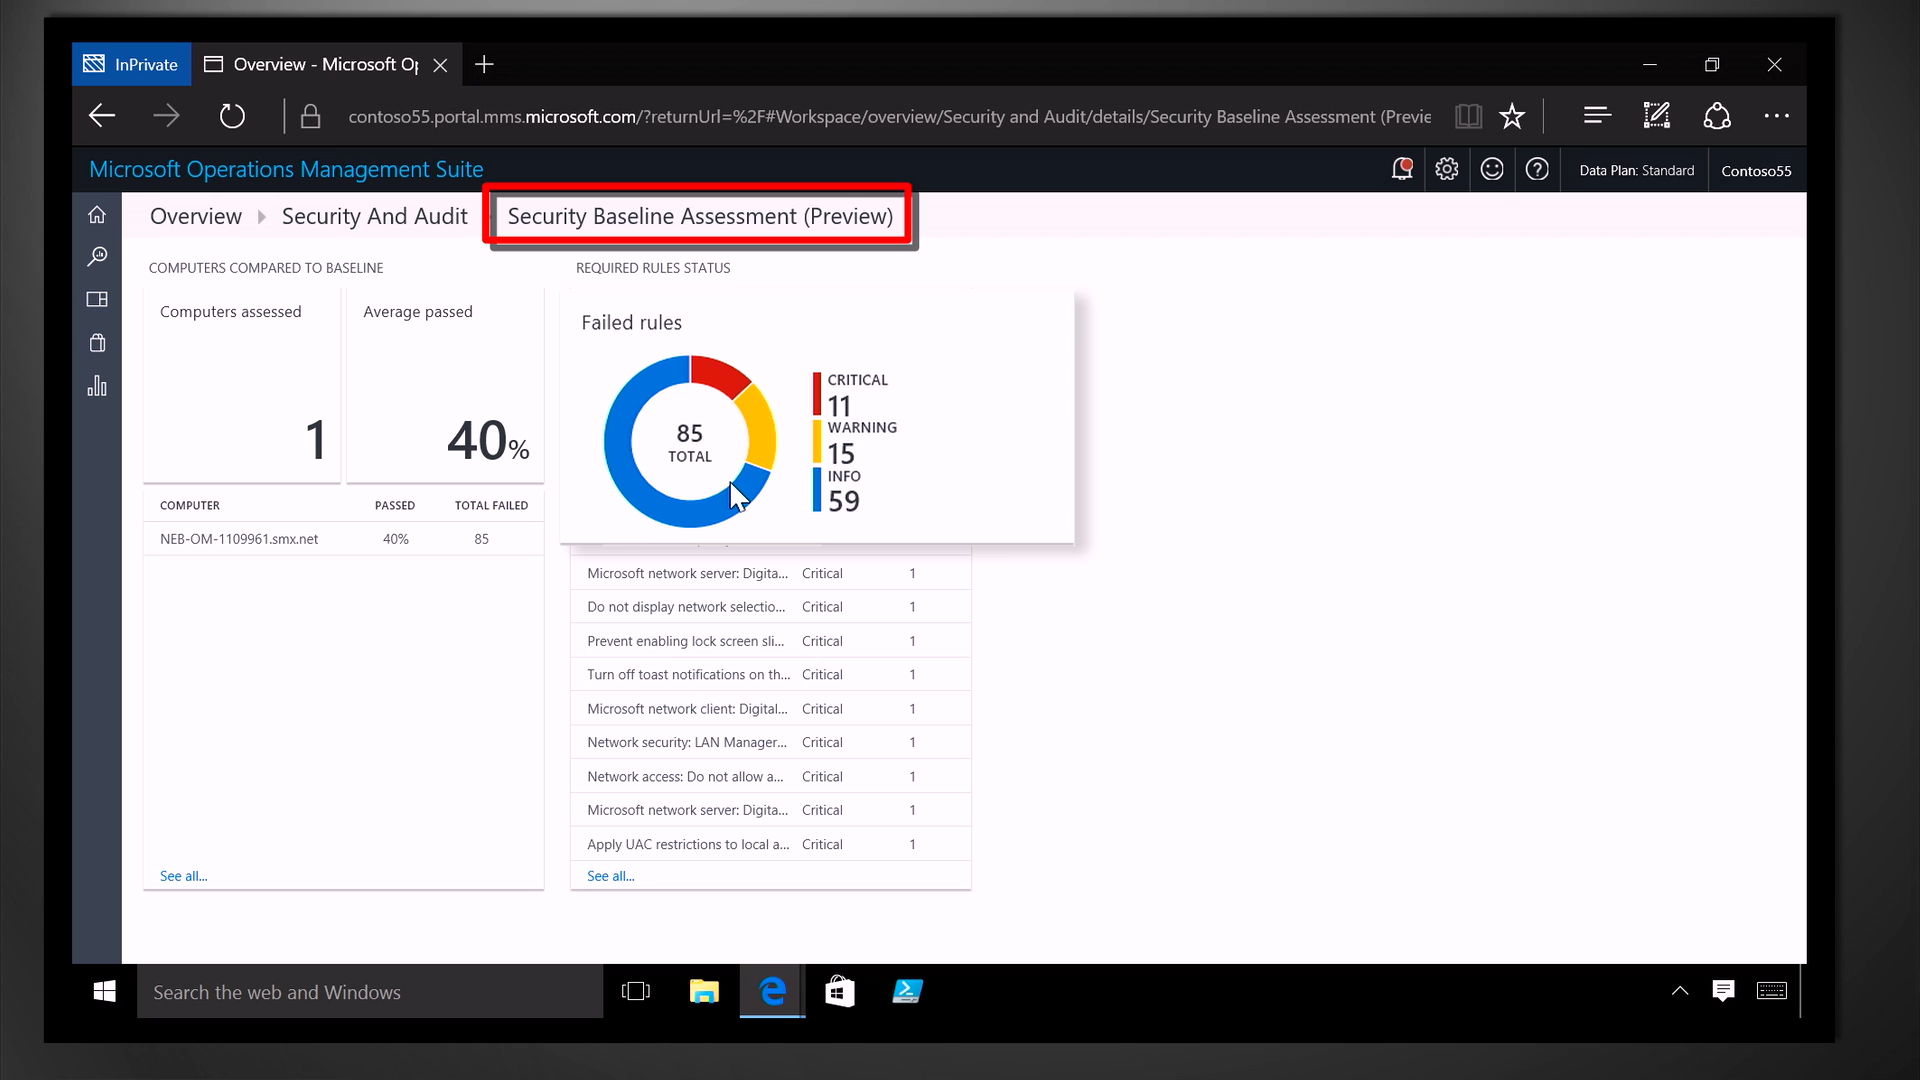 InPrivate
Overview - Microsoft Op
contoso55.portal.mms.microsoft.com/?returnUrl=%2F#Workspace/overview/Security and Audit/details/Security Baseline Assessment (Previe
Microsoft Operations Management Suite
Data Plan: Standard
Contoso55
Overview
Security And Audit
Security Baseline Assessment (Preview)
COMPUTERS COMPARED TO BASELINE
REQUIRED RULES STATUS
Computers assessed
1
Average passed
40%
COMPUTER PASSED TOTAL FAILED
NEB-OM-1109961.smx.net 40% 85
See all...
Failed rules
85
TOTAL
CRITICAL
11
WARNING
15
INFO
59
Microsoft network server: Digita... Critical 1
Do not display network selectio... Critical 1
Prevent enabling lock screen sli... Critical 1
Turn off toast notifications on th... Critical 1
Microsoft network client: Digital... Critical 1
Network security: LAN Manager... Critical 1
Network access: Do not allow a... Critical 1
Microsoft network server: Digita... Critical 1
Apply UAC restrictions to local a... Critical 1
See all...
Search the web and Windows